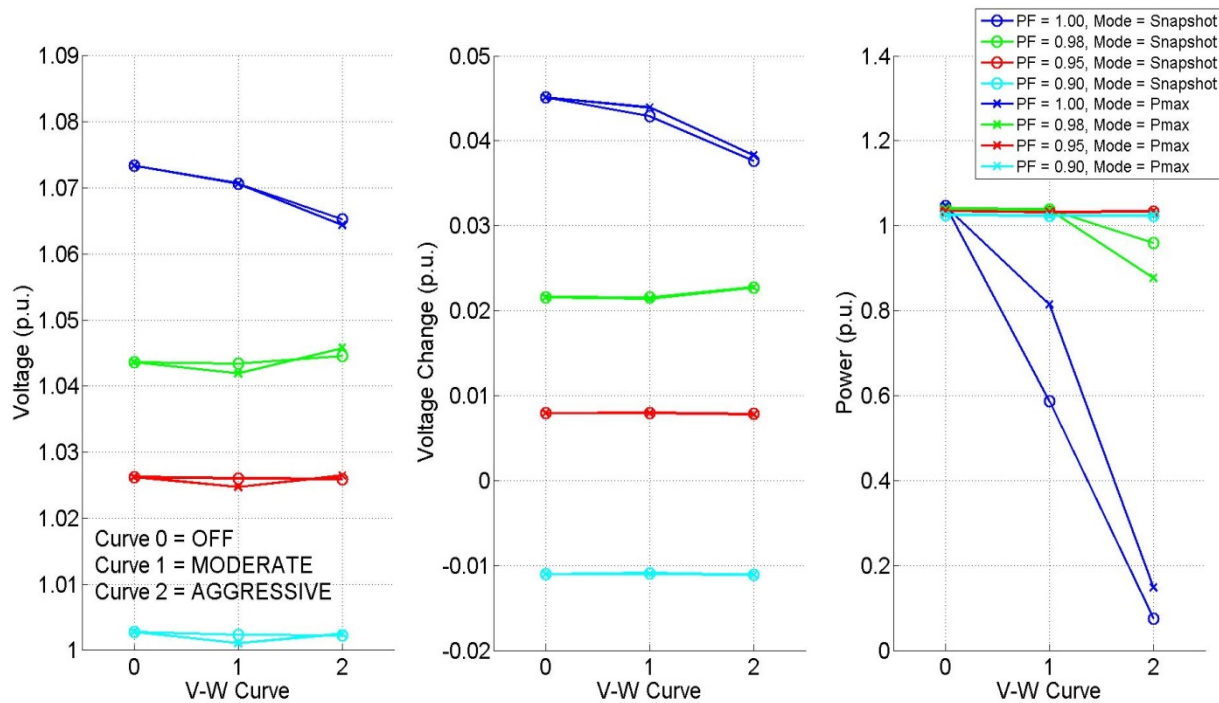 1.09
1.08
1.07
1.06
1.05
1.04
1.03
1.02
1.01
1
Voltage (p.u.)
Curve 0 = OFF
Curve 1 = MODERATE
Curve 2 = AGGRESSIVE
0 1 2
V-W Curve
0.05
0.04
0.03
0.02
0.01
0
-0.01
-0.02
Voltage Change (p.u.)
0 1 2
V-W Curve
PF = 1.00, Mode = Snapshot
PF = 0.98, Mode = Snapshot
PF = 0.95, Mode = Snapshot
PF = 0.90, Mode = Snapshot
PF = 1.00, Mode = Pmax
PF = 0.98, Mode = Pmax
PF = 0.95, Mode = Pmax
PF = 0.90, Mode = Pmax
1.4
1.2
1
0.8
0.6
0.4
0.2
0
Power (p.u.)
0 1 2
V-W Curve